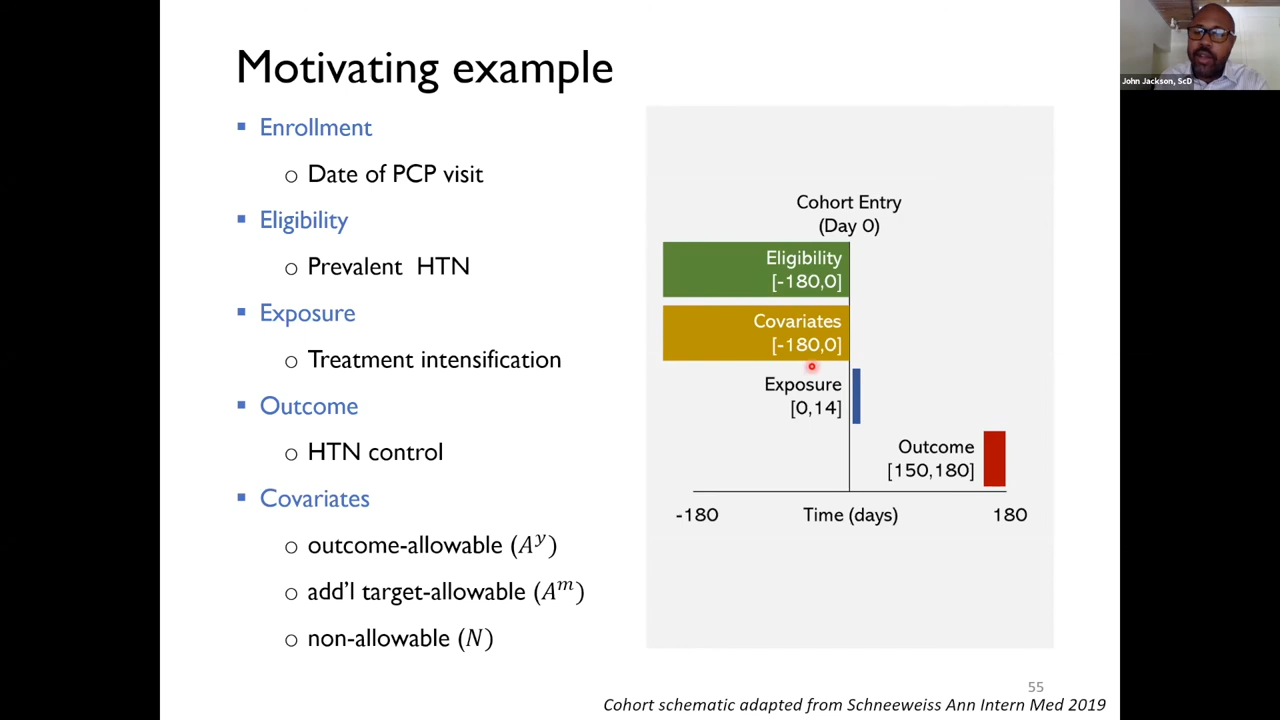 Motivating example
▪ Enrollment
○ Date of PCP visit
▪ Eligibility
○ Prevalent HTN
▪ Exposure
○ Treatment intensification
▪ Outcome
○ HTN control
▪ Covariates
○ outcome-allowable (Aʸ)
○ add'l target-allowable (Aᵐ)
○ non-allowable (N)
Cohort Entry
(Day 0)
Eligibility
[-180,0]
Covariates
[-180,0]
Exposure
[0,14]
Outcome
[150,180]
-180
Time (days)
180
55
Cohort schematic adapted from Schneeweiss Ann Intern Med 2019
John Jackson, ScD